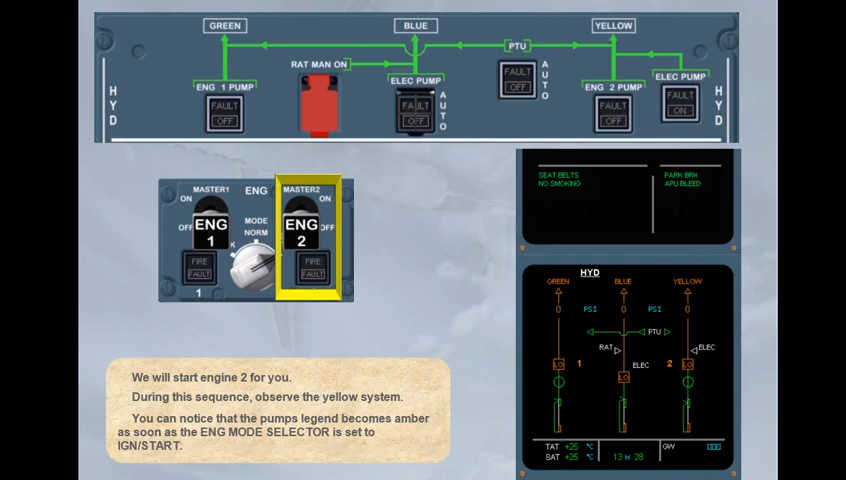 GREEN BLUE YELLOW
PTU
RAT MAN ON
ENG 1 PUMP ELEC PUMP ENG 2 PUMP ELEC PUMP
HYD HYD
FAULT OFF
FAULT OFF AUTO
FAULT OFF AUTO
FAULT OFF
FAULT ON
MASTER1 ENG MASTER2
ON ON
OFF OFF
ENG 1 MODE NORM ENG 2
K
FIRE FAULT FIRE FAULT
1
SEAT BELTS PARK BRK
NO SMOKING APU BLEED
HYD
GREEN BLUE YELLOW
0 PSI 0 PSI 0
PTU
RAT ELEC
LO 1 ELEC 2 LO
LO
TAT +25 °C GW
SAT +25 °C 13 H 28
We will start engine 2 for you.
During this sequence, observe the yellow system.
You can notice that the pumps legend becomes amber
as soon as the ENG MODE SELECTOR is set to
IGN/START.